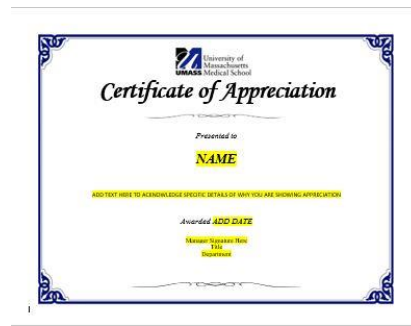 University of
Massachusetts
UMASS Medical School
Certificate of Appreciation
Presented to
NAME
ADD TEXT HERE TO ACKNOWLEDGE SPECIFIC DETAILS OF WHY YOU ARE SHOWING APPRECIATION
Awarded ADD DATE
Manager Signature Here
Title
Department